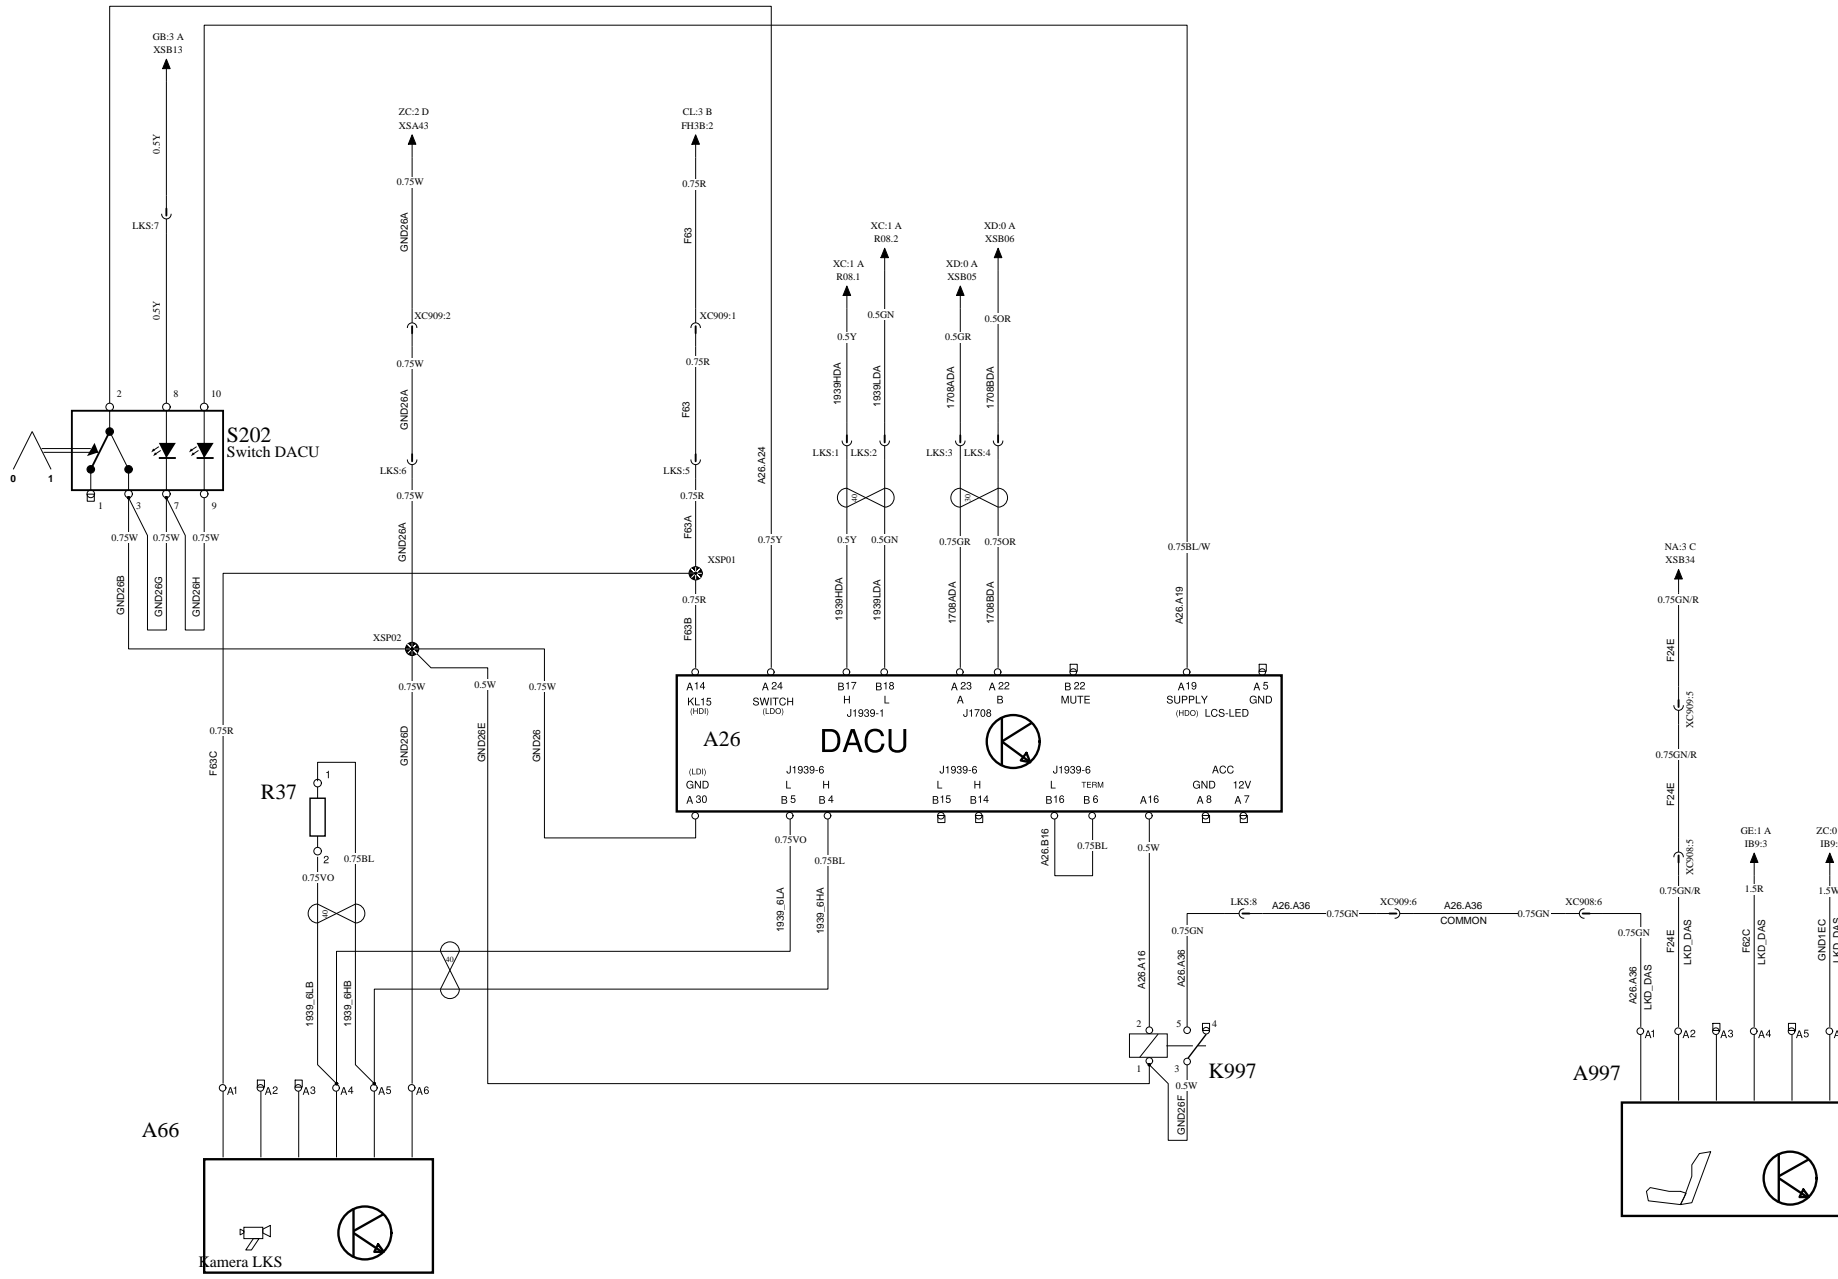 GB:3 A
XSB13
0.5Y
LKS:7
0.5Y
2
8
10
S202
Switch DACU
0
1
1
3
7
9
0.75W
0.75W
0.75W
GND26B
GND26G
GND26H
ZC:2 D
XSA43
0.75W
GND26A
XC909:2
0.75W
GND26A
LKS:6
0.75W
GND26A
XSP02
CL:3 B
FH3B:2
0.75R
F63
XC909:1
0.75R
F63
LKS:5
0.75R
F63A
XSP01
0.75R
F63B
A26.A24
0.75Y
XC:1 A
R08.1
0.5Y
1939HDA
LKS:1
XC:1 A
R08.2
0.5GN
1939LDA
LKS:2
40
0.5Y
0.5GN
1939HDA
1939LDA
XD:0 A
XSB05
0.5GR
1708ADA
LKS:3
XD:0 A
XSB06
0.5OR
1708BDA
LKS:4
30
0.75GR
0.75OR
1708ADA
1708BDA
0.75BL/W
A26.A19
A14
KL15
(HDI)
A 24
SWITCH
(LDO)
B17
H
B18
L
J1939-1
A 23
A
A 22
B
J1708
B 22
MUTE
A19
SUPPLY
(HDO) LCS-LED
A 5
GND
A26
DACU
(LDI)
GND
A 30
J1939-6
L H
B 5 B 4
J1939-6
L H
B15 B14
J1939-6
L TERM
B16 B 6
A16
ACC
GND 12V
A 8 A 7
0.75W
0.5W
0.75W
GND26D
GND26E
GND26
0.75R
F63C
R37
1
2
0.75BL
0.75VO
40
1939_6LB
1939_6HB
40
0.75VO
0.75BL
1939_6LA
1939_6HA
A26.B16
0.75BL
0.5W
A26.A16
0.75GN
A26.A36
LKS:8
A26.A36
0.75GN
XC909:6
A26.A36
COMMON
0.75GN
XC908:6
0.75GN
A26.A36
LKD_DAS
2
5
4
1
3
K997
0.5W
GND26F
A1
A2
A3
A4
A5
A6
A66
Kamera LKS
NA:3 C
XSB34
0.75GN/R
F24E
XC909:5
0.75GN/R
F24E
XC908:5
0.75GN/R
F24E
LKD_DAS
GE:1 A
IB9:3
1.5R
F62C
LKD_DAS
ZC:0
IB9:
1.5W
GND1EC
LKD_DAS
A1
A2
A3
A4
A5
A
A997